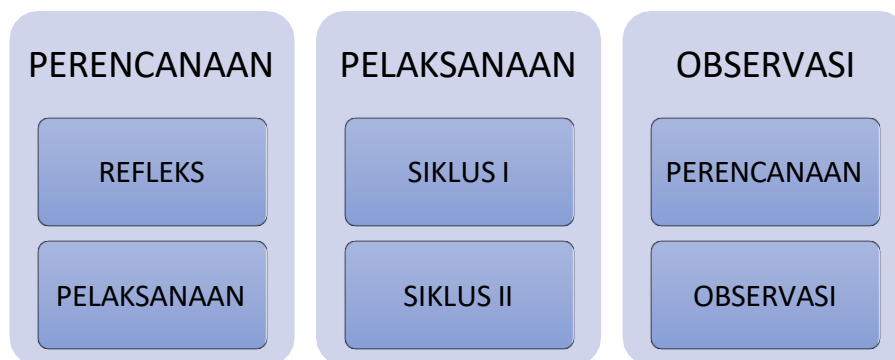 PERENCANAAN
REFLEKS
PELAKSANAAN
PELAKSANAAN
SIKLUS I
SIKLUS II
OBSERVASI
PERENCANAAN
OBSERVASI